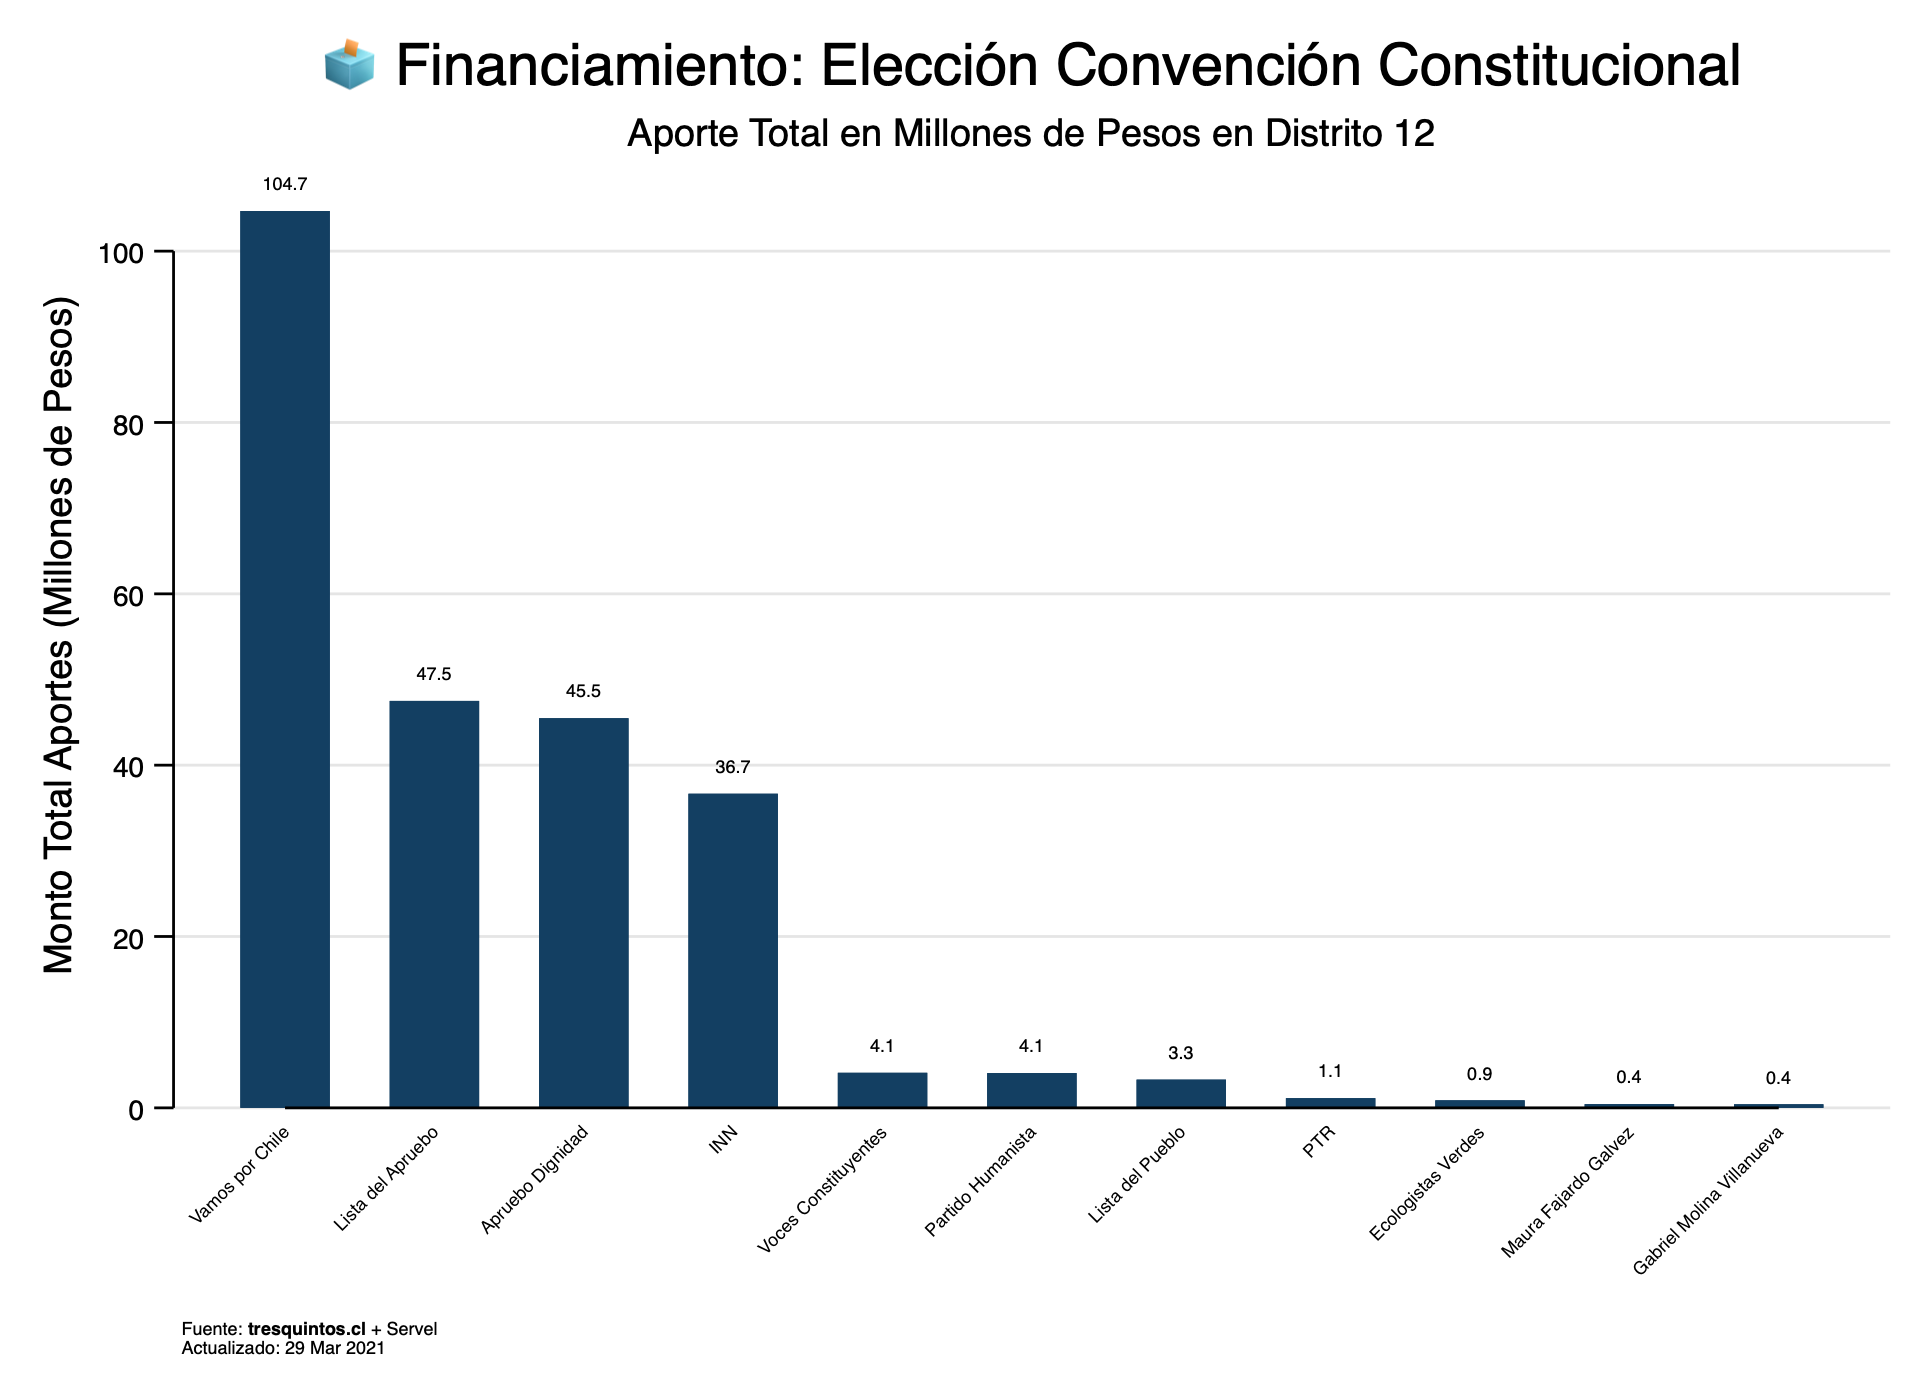 Financiamiento: Elección Convención Constitucional
Aporte Total en Millones de Pesos en Distrito 12
Monto Total Aportes (Millones de Pesos)
100
80
60
40
20
0
104.7
47.5
45.5
36.7
4.1
4.1
3.3
1.1
0.9
0.4
0.4
Vamos por Chile
Lista del Apruebo
Apruebo Dignidad
INN
Voces Constituyentes
Partido Humanista
Lista del Pueblo
PTR
Ecologistas Verdes
Maura Fajardo Galvez
Gabriel Molina Villanueva
Fuente: tresquintos.cl + Servel
Actualizado: 29 Mar 2021